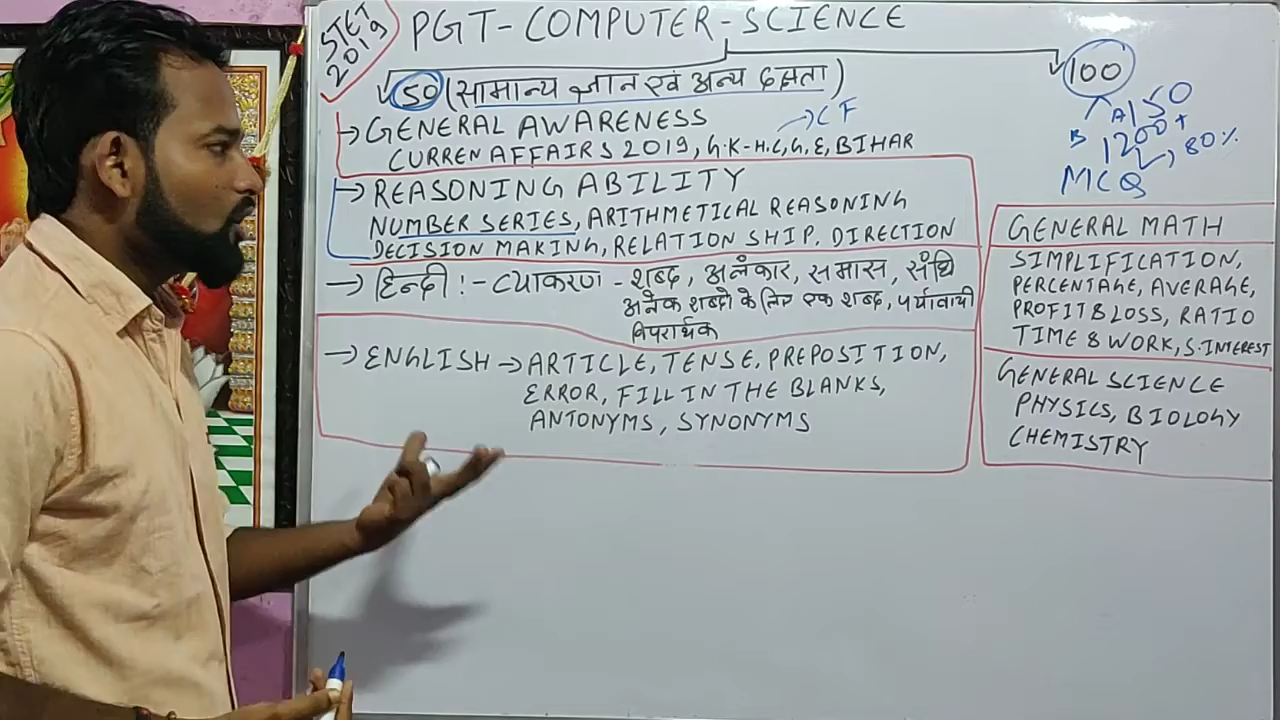 STET
2019
PGT-COMPUTER-SCIENCE
50 (सामान्य ज्ञान एवं अन्य दक्षता)
100
→ GENERAL AWARENESS
→ CF
CURREN AFFAIRS 2019, G.K-H.C,G,E,BIHAR
A150
B 1200+
→ 80%
MCQ
→ REASONING ABILITY
NUMBER SERIES, ARITHMETICAL REASONING
DECISION MAKING, RELATION SHIP, DIRECTION
→ हिन्दी :- व्याकरण - शब्द, अलंकार, समास, संधि
अनेक शब्दो के लिए एक शब्द, पर्यावायी
विपरार्थक
→ ENGLISH → ARTICLE, TENSE, PREPOSITION,
ERROR, FILL IN THE BLANKS,
ANTONYMS, SYNONYMS
GENERAL MATH
SIMPLIFICATION,
PERCENTAGE, AVERAGE,
PROFIT & LOSS, RATIO
TIME & WORK, S.INTEREST
GENERAL SCIENCE
PHYSICS, BIOLOGY
CHEMISTRY